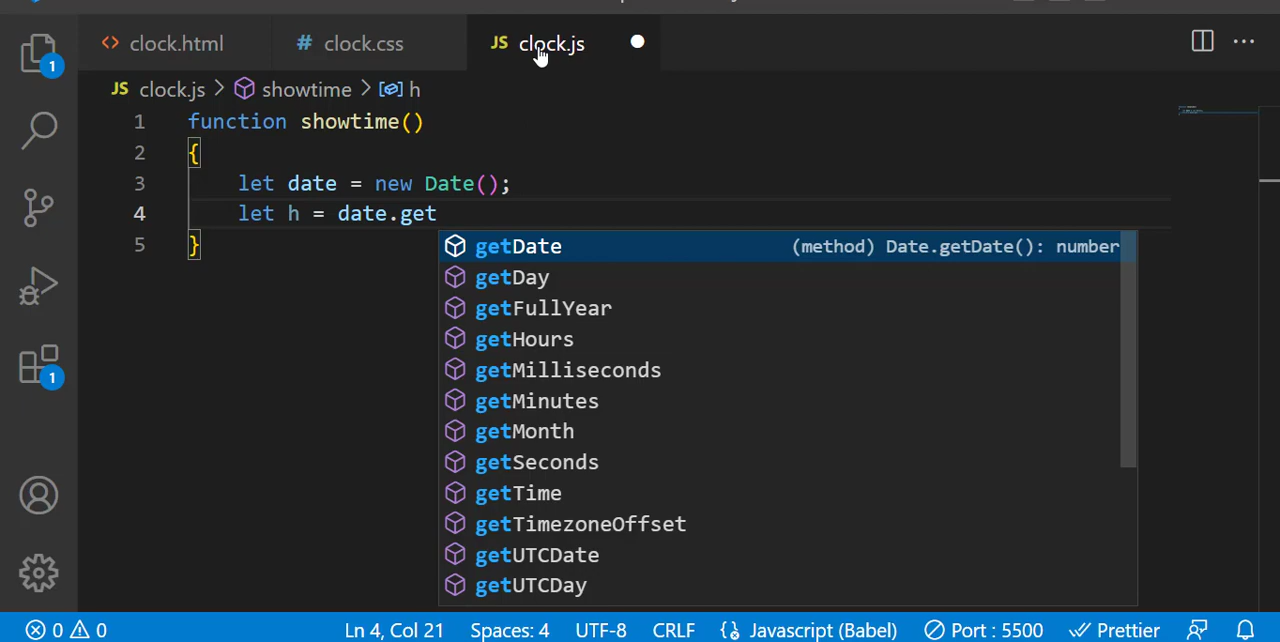 <> clock.html # clock.css JS clock.js
1
JS clock.js > showtime > h
1 function showtime()
2 {
3 let date = new Date();
4 let h = date.get
5 }
getDate (method) Date.getDate(): number
getDay
getFullYear
getHours
getMilliseconds
1
getMinutes
getMonth
getSeconds
getTime
getTimezoneOffset
getUTCDate
getUTCDay
0 0 Ln 4, Col 21 Spaces: 4 UTF-8 CRLF Javascript (Babel) Port : 5500 Prettier